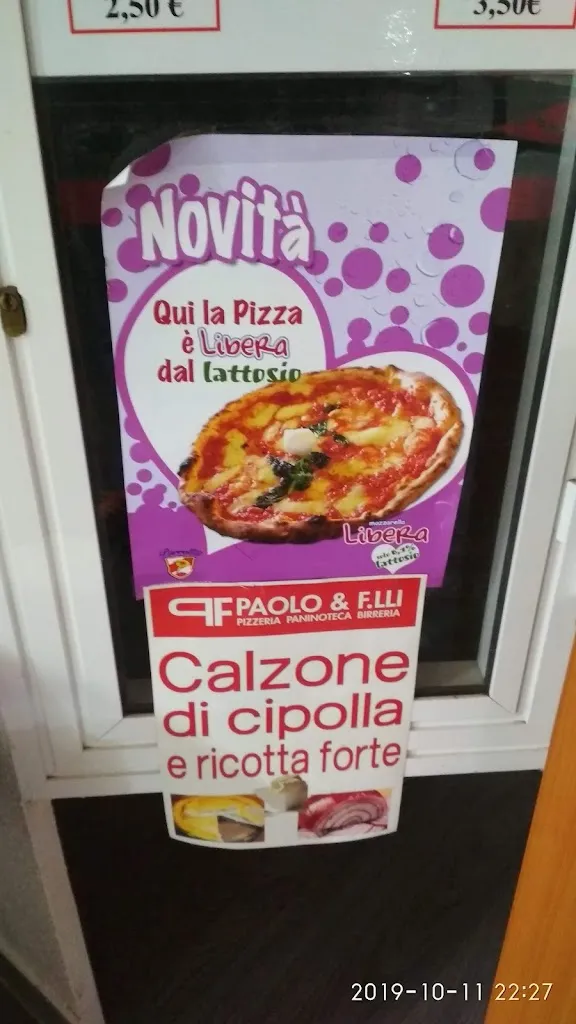 2,50 €
3,50€
Novità
Qui la Pizza
è Libera
dal lattosio
mozzarella
Libera
lattosio
PF PAOLO & F.LLI
PIZZERIA PANINOTECA BIRRERIA
Calzone
di cipolla
e ricotta forte
2019-10-11 22:27